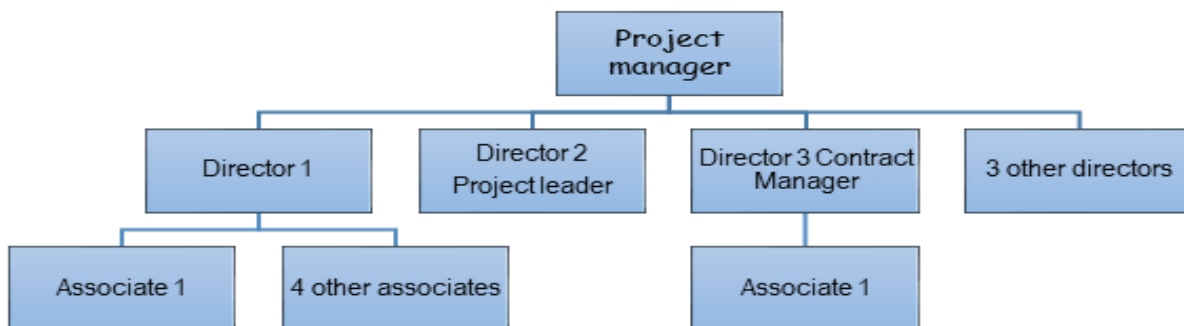 Project
manager
Director 1
Director 2
Project leader
Director 3 Contract
Manager
3 other directors
Associate 1
4 other associates
Associate 1